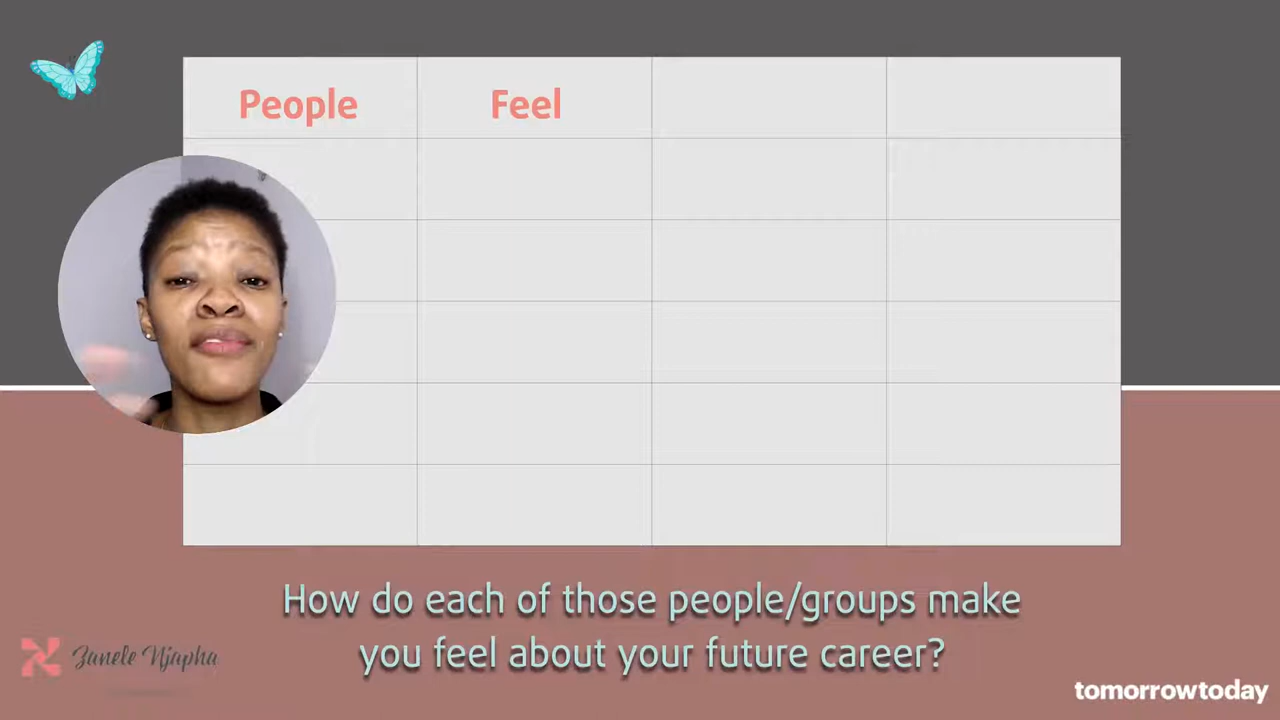 People Feel
How do each of those people/groups make
you feel about your future career?
Zanele Njapha
tomorrowtoday